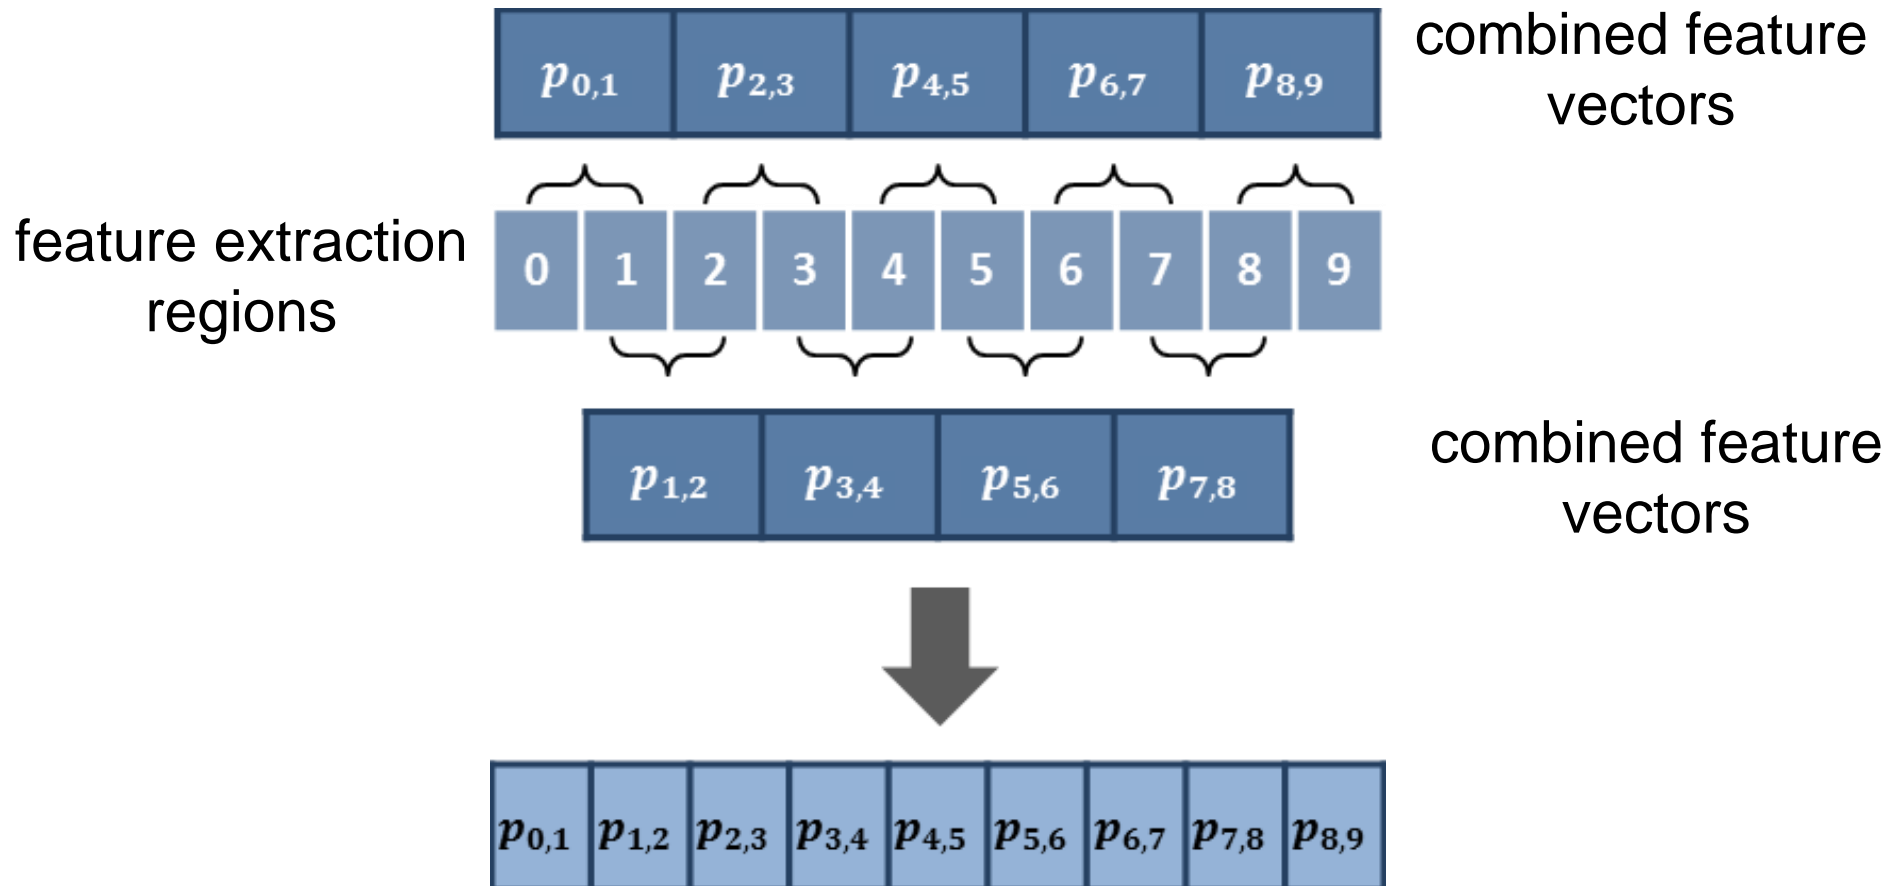 p0,1 p2,3 p4,5 p6,7 p8,9
combined feature
vectors
feature extraction
regions
0 1 2 3 4 5 6 7 8 9
p1,2 p3,4 p5,6 p7,8
combined feature
vectors
p0,1 p1,2 p2,3 p3,4 p4,5 p5,6 p6,7 p7,8 p8,9